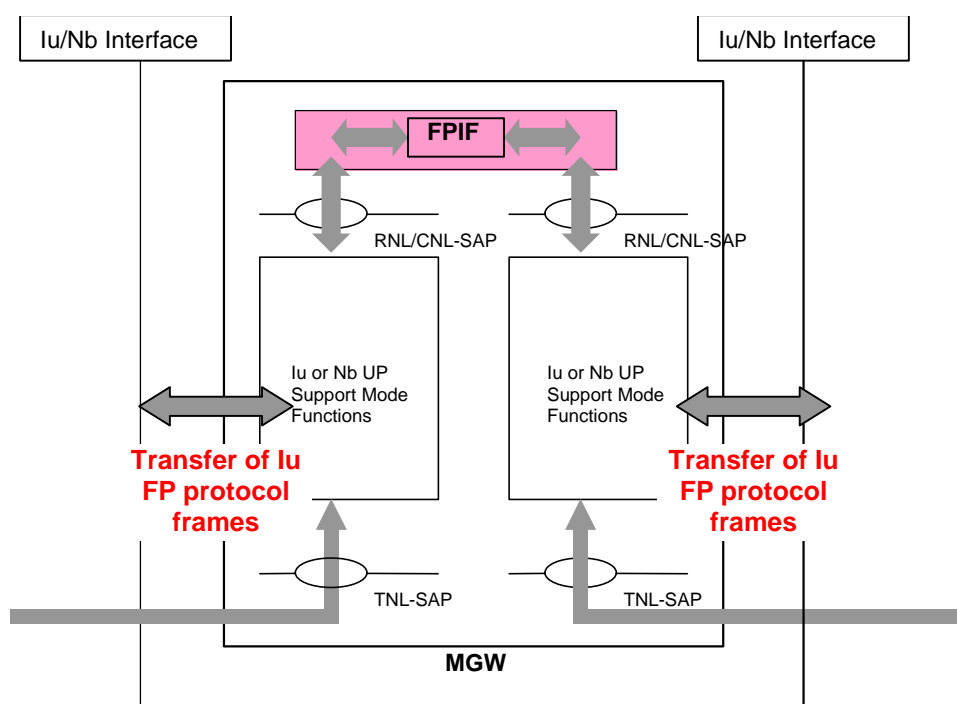 Iu/Nb Interface
Iu/Nb Interface
FPIF
RNL/CNL-SAP
RNL/CNL-SAP
Iu or Nb UP
Support Mode
Functions
Iu or Nb UP
Support Mode
Functions
Transfer of Iu
FP protocol
frames
Transfer of Iu
FP protocol
frames
TNL-SAP
TNL-SAP
MGW